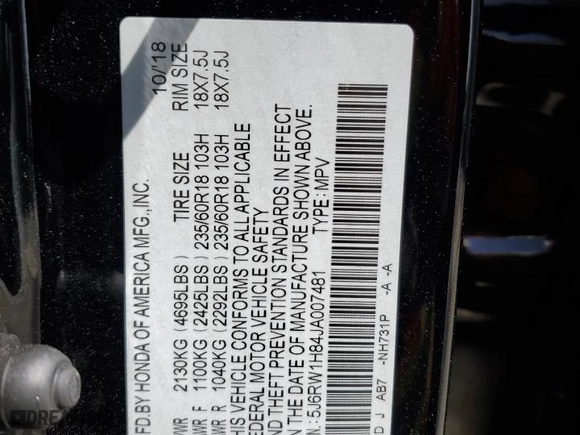 FD.BY HONDA OF AMERICA MFG.,INC. 10/'18
VWR 2130KG (4695LBS) TIRE SIZE RIM SIZE
WR F 1100KG (2425LBS) 235/60R18 103H 18X7.5J
WR R 1040KG (2292LBS) 235/60R18 103H 18X7.5J
THIS VEHICLE CONFORMS TO ALL APPLICABLE
EDERAL MOTOR VEHICLE SAFETY
ND THEFT PREVENTION STANDARDS IN EFFECT
N THE DATE OF MANUFACTURE SHOWN ABOVE.
IN: 5J6RW1H84JA007481 TYPE: MPV
D J AB7 -NH731P -A -A